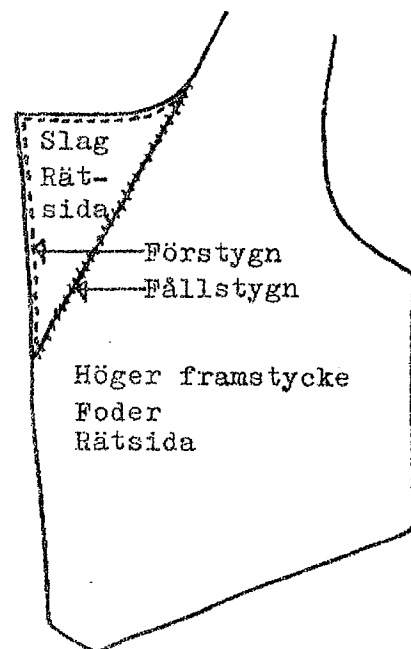 Slag
Rät-
sida
Förstygn
Fållstygn
Höger framstycke
Foder
Rätsida